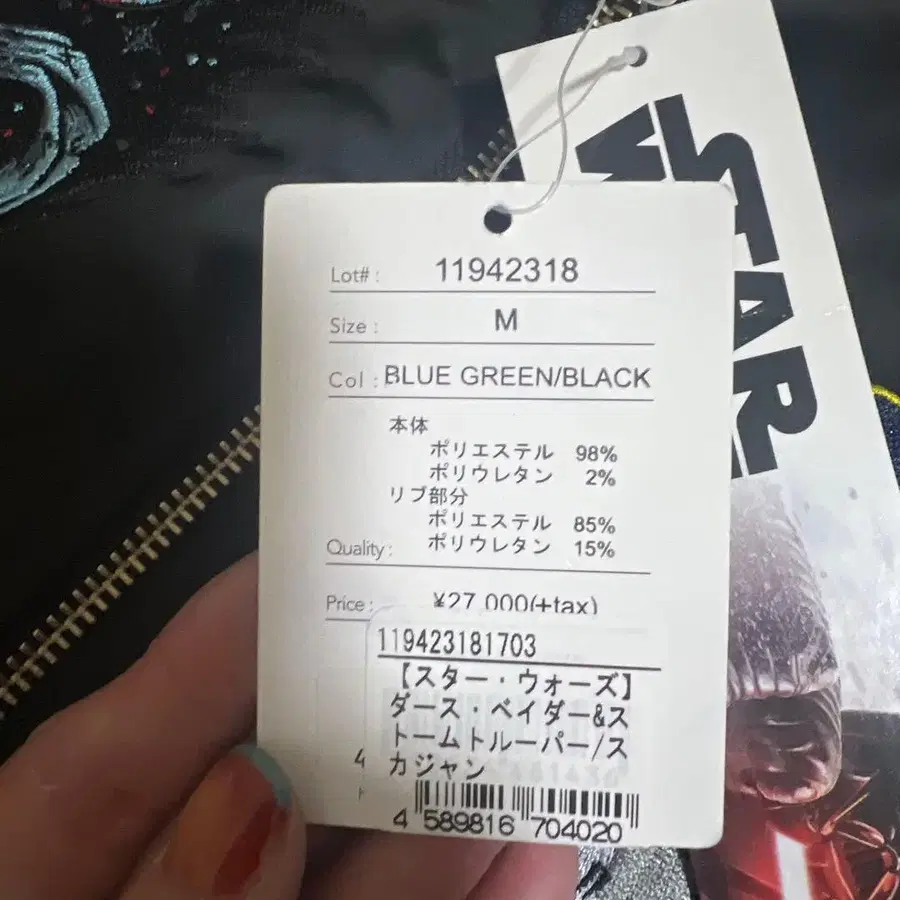 STAR
Lot# : 11942318
Size : M
Col : BLUE GREEN/BLACK
本体
ポリエステル 98%
ポリウレタン 2%
リブ部分
ポリエステル 85%
Quality : ポリウレタン 15%
Price : ¥27,000(+tax)
119423181703
【スター・ウォーズ】
ダース・ベイダー&ス
トームトルーパー/ス
カジャン
4 589816 704020